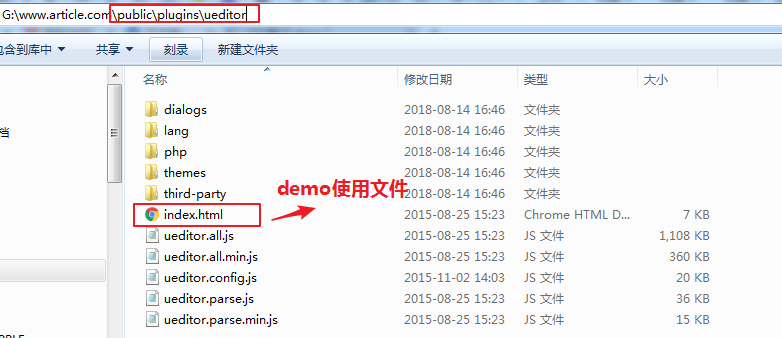 G:\www.article.com\public\plugins\ueditor
包含到库中 共享 刻录 新建文件夹
名称 修改日期 类型 大小
dialogs 2018-08-14 16:46 文件夹
档 lang 2018-08-14 16:46 文件夹
php 2018-08-14 16:46 文件夹
themes 2018-08-14 16:46 文件夹
third-party 2018-08-14 16:46 文件夹
demo使用文件
index.html 2015-08-25 15:23 Chrome HTML D... 7 KB
ueditor.all.js 2015-08-25 15:23 JS 文件 1,108 KB
ueditor.all.min.js 2015-08-25 15:23 JS 文件 360 KB
ueditor.config.js 2015-11-02 14:03 JS 文件 20 KB
ueditor.parse.js 2015-08-25 15:23 JS 文件 36 KB
ueditor.parse.min.js 2015-08-25 15:23 JS 文件 15 KB